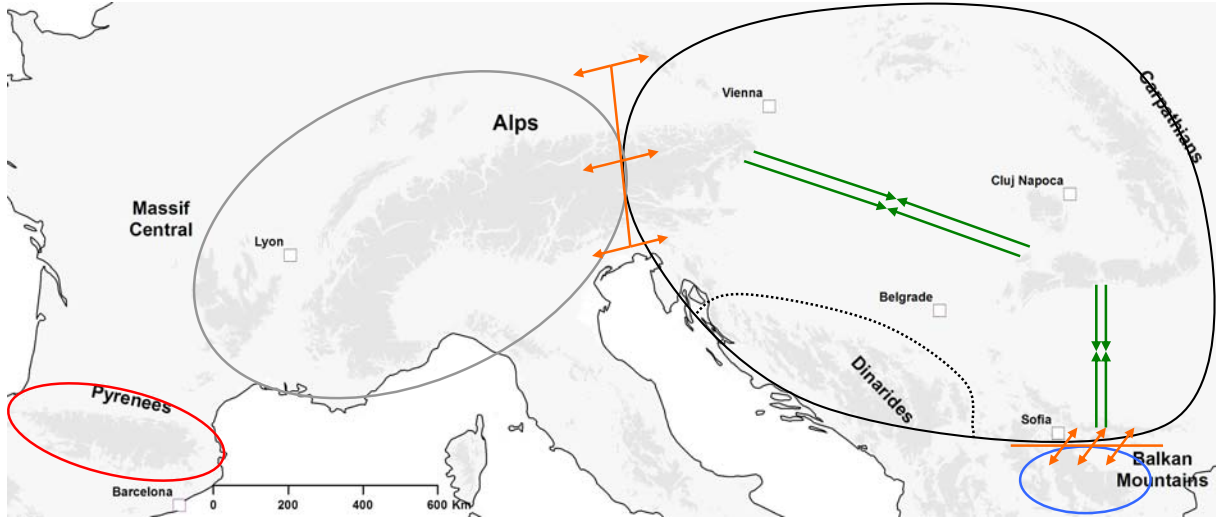 Vienna
Carpathians
Alps
Cluj Napoca
Massif
Central
Lyon
Belgrade
Pyrenees
Dinarides
Sofia
Balkan
Mountains
Barcelona
0 200 400 600 Km